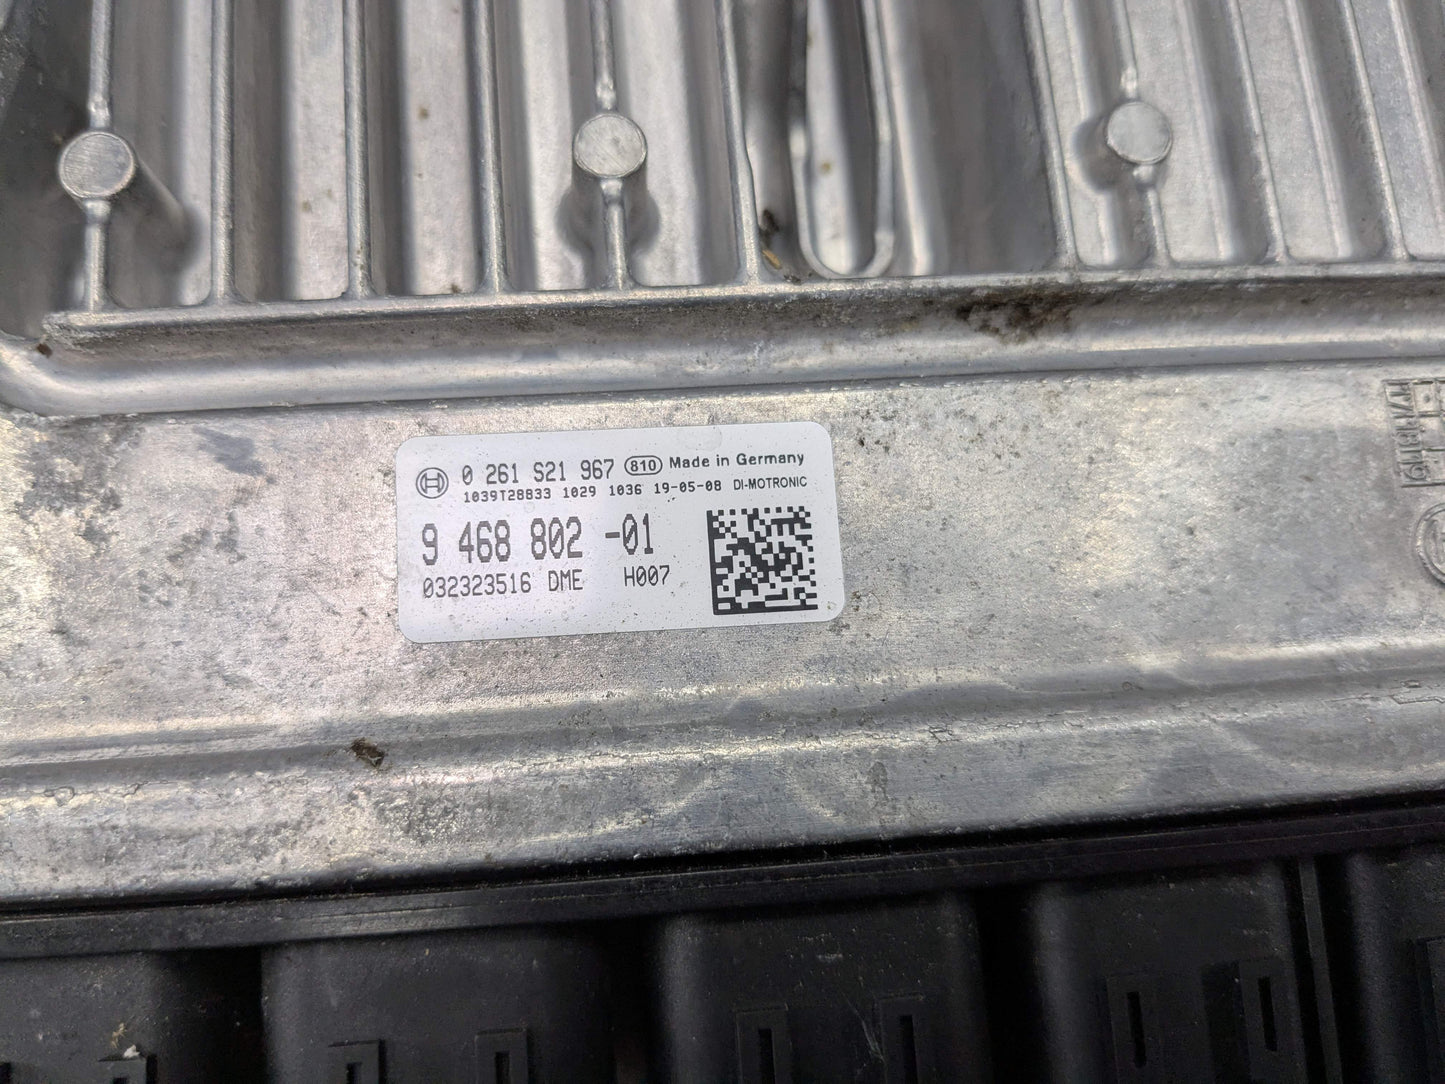 0 261 S21 967 810 Made in Germany
1039T28833 1029 1036 19-05-08 DI-MOTRONIC
9 468 802 -01
032323516 DME H007